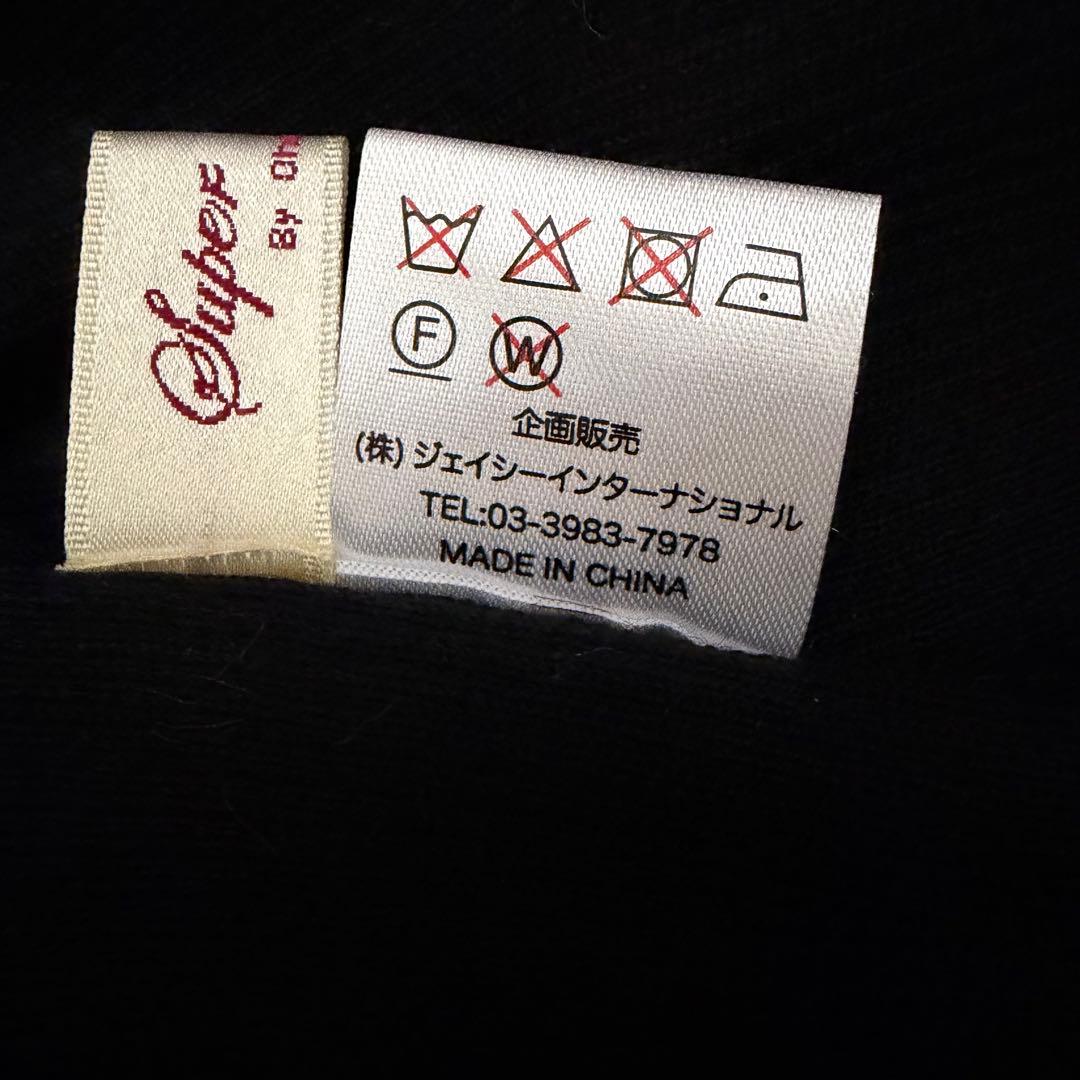 Super
By
F
W
企画販売
(株)ジェイシーインターナショナル
TEL:03-3983-7978
MADE IN CHINA